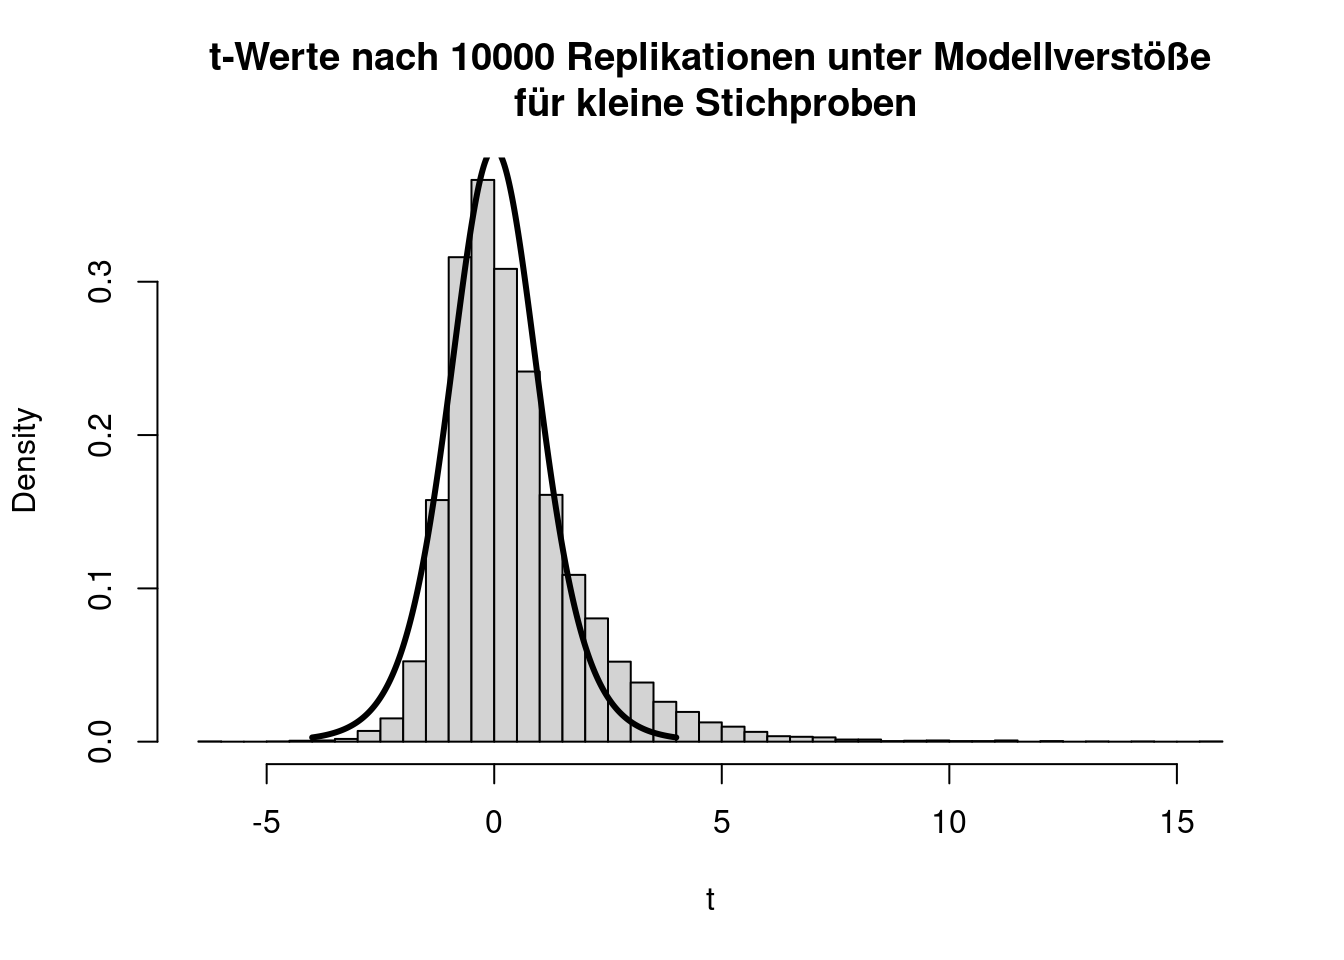 t-Werte nach 10000 Replikationen unter Modellverstöße
für kleine Stichproben
Density
0.3
0.2
0.1
0.0
-5 0 5 10 15
t